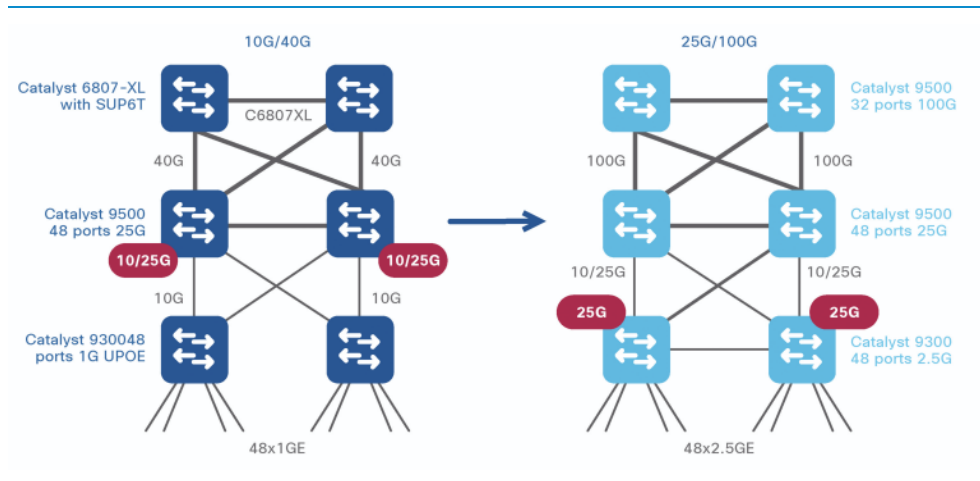 10G/40G
Catalyst 6807-XL
with SUP6T
C6807XL
40G
40G
Catalyst 9500
48 ports 25G
10/25G
10/25G
10G
10G
Catalyst 930048
ports 1G UPOE
48x1GE
25G/100G
Catalyst 9500
32 ports 100G
100G
100G
Catalyst 9500
48 ports 25G
10/25G
10/25G
25G
25G
Catalyst 9300
48 ports 2.5G
48x2.5GE